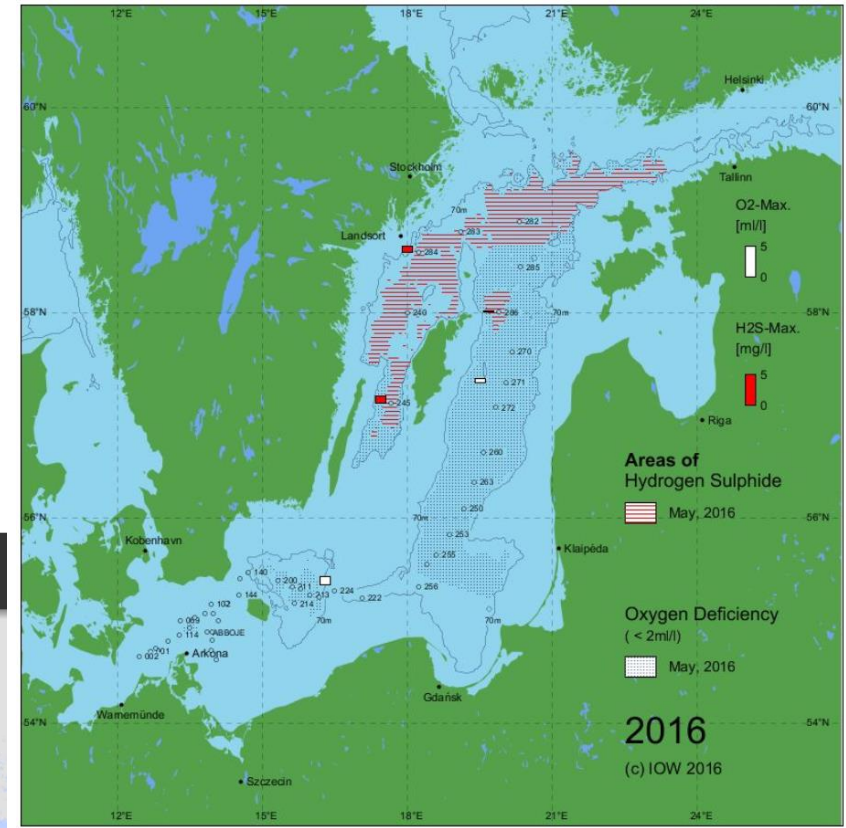 12°E
15°E
18°E
21°E
24°E
Helsinki
60°N
60°N
Stockholm
Tallinn
O2-Max.
[ml/l]
5
0
70m
282
283
Landsort
284
285
58°N
240
286
70m
58°N
H2S-Max.
[mg/l]
5
0
270
271
245
272
Riga
260
Areas of
Hydrogen Sulphide
263
May, 2016
250
56°N
70m
56°N
253
Kobenhavn
Klaipėda
255
140
200
211
256
144
213
224
222
214
102
069
70m
70m
Oxygen Deficiency
( < 2ml/l)
114
ABBOJE
001
002
Arkona
May, 2016
Gdańsk
Warnemünde
54°N
54°N
2016
(c) IOW 2016
Szczecin
12°E
15°E
18°E
21°E
24°E